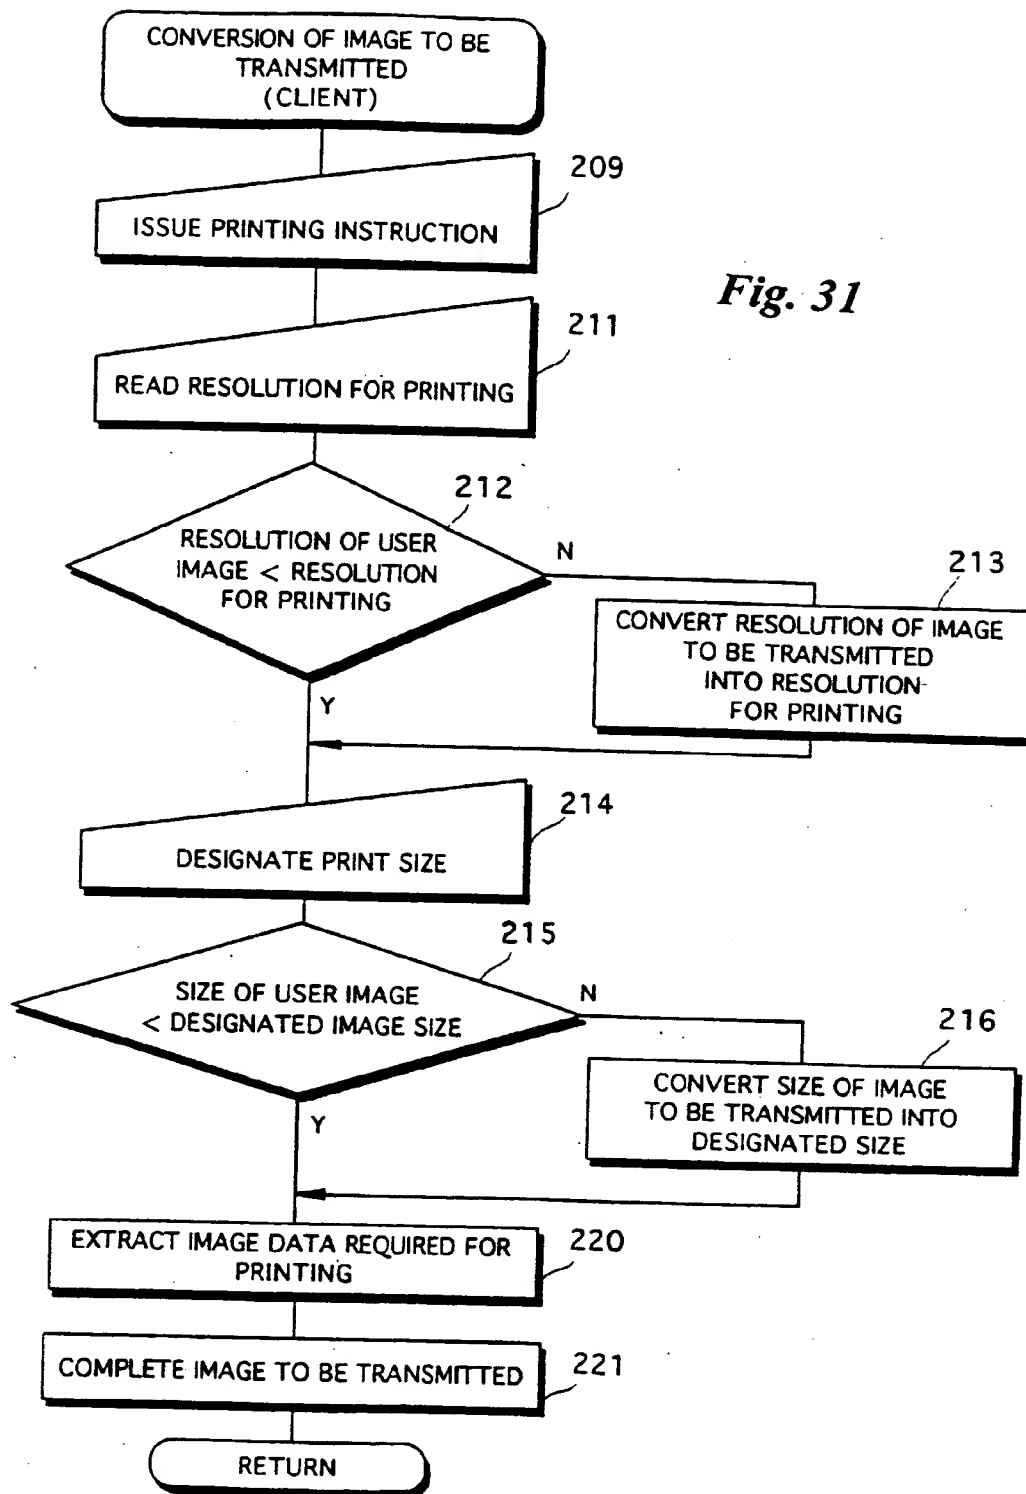 CONVERSION OF IMAGE TO BE
TRANSMITTED
(CLIENT)
209
ISSUE PRINTING INSTRUCTION
Fig. 31
211
READ RESOLUTION FOR PRINTING
212
RESOLUTION OF USER
IMAGE < RESOLUTION
FOR PRINTING
N
213
CONVERT RESOLUTION OF IMAGE
TO BE TRANSMITTED
INTO RESOLUTION
FOR PRINTING
Y
214
DESIGNATE PRINT SIZE
215
SIZE OF USER IMAGE
< DESIGNATED IMAGE SIZE
N
216
CONVERT SIZE OF IMAGE
TO BE TRANSMITTED INTO
DESIGNATED SIZE
Y
EXTRACT IMAGE DATA REQUIRED FOR
PRINTING
220
COMPLETE IMAGE TO BE TRANSMITTED
221
RETURN